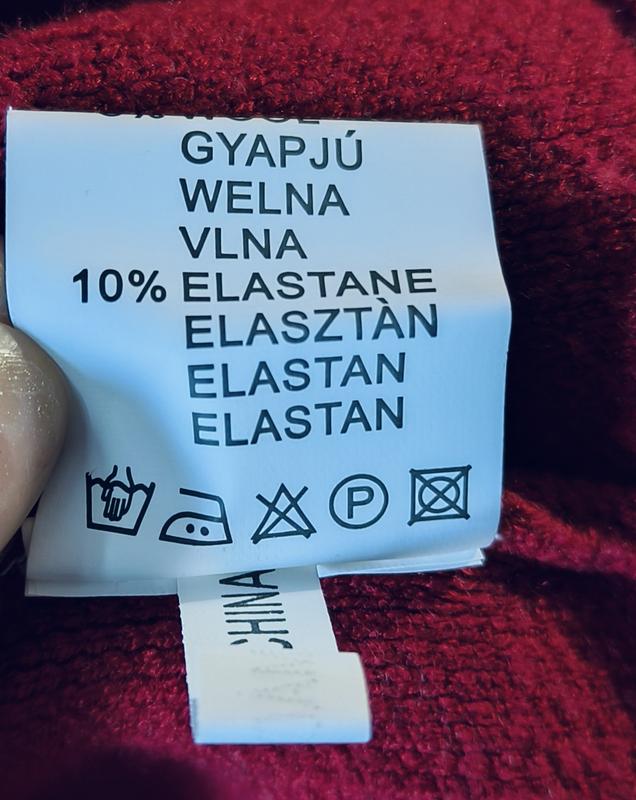 GYAPJÚ
WELNA
VLNA
10% ELASTANE
ELASZTÀN
ELASTAN
ELASTAN
P
CHINA